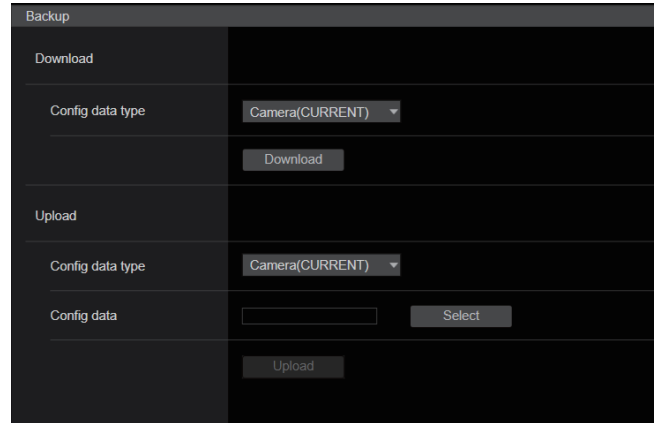 Backup
Download
Config data type
Camera(CURRENT)
Download
Upload
Config data type
Camera(CURRENT)
Config data
Select
Upload